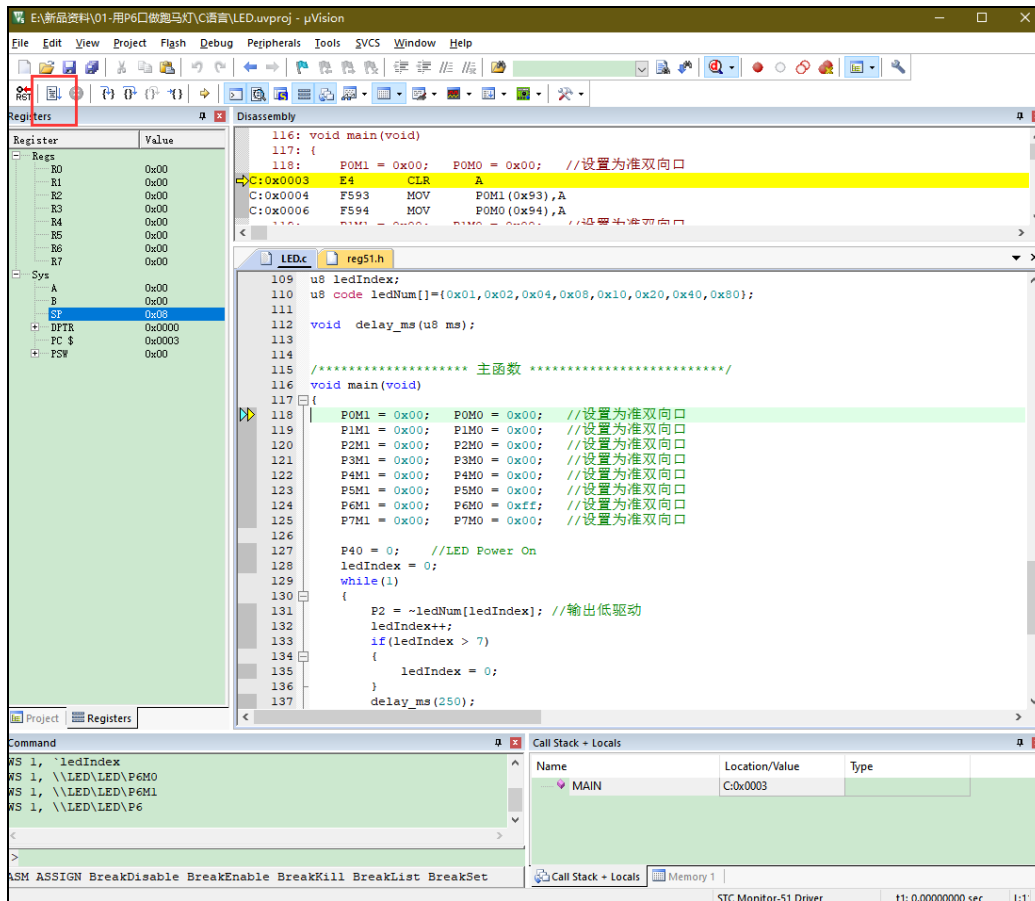 E:\新品资料\01-用P6口做跑马灯\C语言\LED.uvproj - µVision
File Edit View Project Flash Debug Peripherals Tools SVCS Window Help
RST
Registers
Register Value
Regs
R0 0x00
R1 0x00
R2 0x00
R3 0x00
R4 0x00
R5 0x00
R6 0x00
R7 0x00
Sys
A 0x00
B 0x00
SP 0x08
DPTR 0x0000
PC $ 0x0003
PSW 0x00
Project Registers
Disassembly
116: void main(void)
117: {
118: P0M1 = 0x00; P0M0 = 0x00; //设置为准双向口
C:0x0003 E4 CLR A
C:0x0004 F593 MOV P0M1(0x93),A
C:0x0006 F594 MOV P0M0(0x94),A
119: P1M1 = 0x00; P1M0 = 0x00; //设置为准双向口
LED.c reg51.h
109 u8 ledIndex;
110 u8 code ledNum[]={0x01,0x02,0x04,0x08,0x10,0x20,0x40,0x80};
111
112 void delay_ms(u8 ms);
113
114
115 /******************** 主函数 **************************/
116 void main(void)
117 {
118 P0M1 = 0x00; P0M0 = 0x00; //设置为准双向口
119 P1M1 = 0x00; P1M0 = 0x00; //设置为准双向口
120 P2M1 = 0x00; P2M0 = 0x00; //设置为准双向口
121 P3M1 = 0x00; P3M0 = 0x00; //设置为准双向口
122 P4M1 = 0x00; P4M0 = 0x00; //设置为准双向口
123 P5M1 = 0x00; P5M0 = 0x00; //设置为准双向口
124 P6M1 = 0x00; P6M0 = 0xff; //设置为准双向口
125 P7M1 = 0x00; P7M0 = 0x00; //设置为准双向口
126
127 P40 = 0; //LED Power On
128 ledIndex = 0;
129 while(1)
130 {
131 P2 = ~ledNum[ledIndex]; //输出低驱动
132 ledIndex++;
133 if(ledIndex > 7)
134 {
135 ledIndex = 0;
136 }
137 delay_ms(250);
Command
WS 1, `ledIndex
WS 1, \\LED\LED\P6M0
WS 1, \\LED\LED\P6M1
WS 1, \\LED\LED\P6
>
ASM ASSIGN BreakDisable BreakEnable BreakKill BreakList BreakSet
Call Stack + Locals
Name Location/Value Type
MAIN C:0x0003
Call Stack + Locals Memory 1
STC Monitor-51 Driver t1: 0.00000000 sec